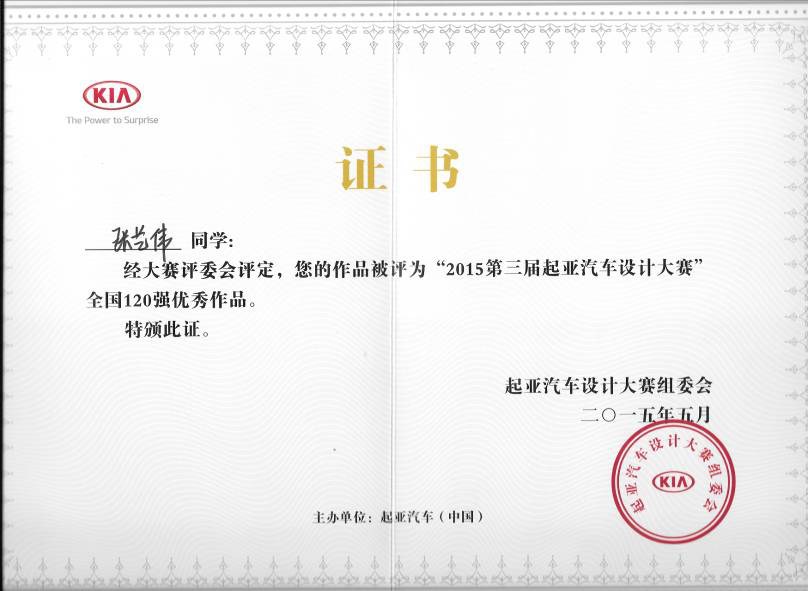 KIA
The Power to Surprise
证书
张艺伟 同学:
经大赛评委会评定，您的作品被评为“2015第三届起亚汽车设计大赛”
全国120强优秀作品。
特颁此证。
起亚汽车设计大赛组委会
二〇一五年五月
起亚汽车设计大赛组委会
KIA
主办单位：起亚汽车（中国）